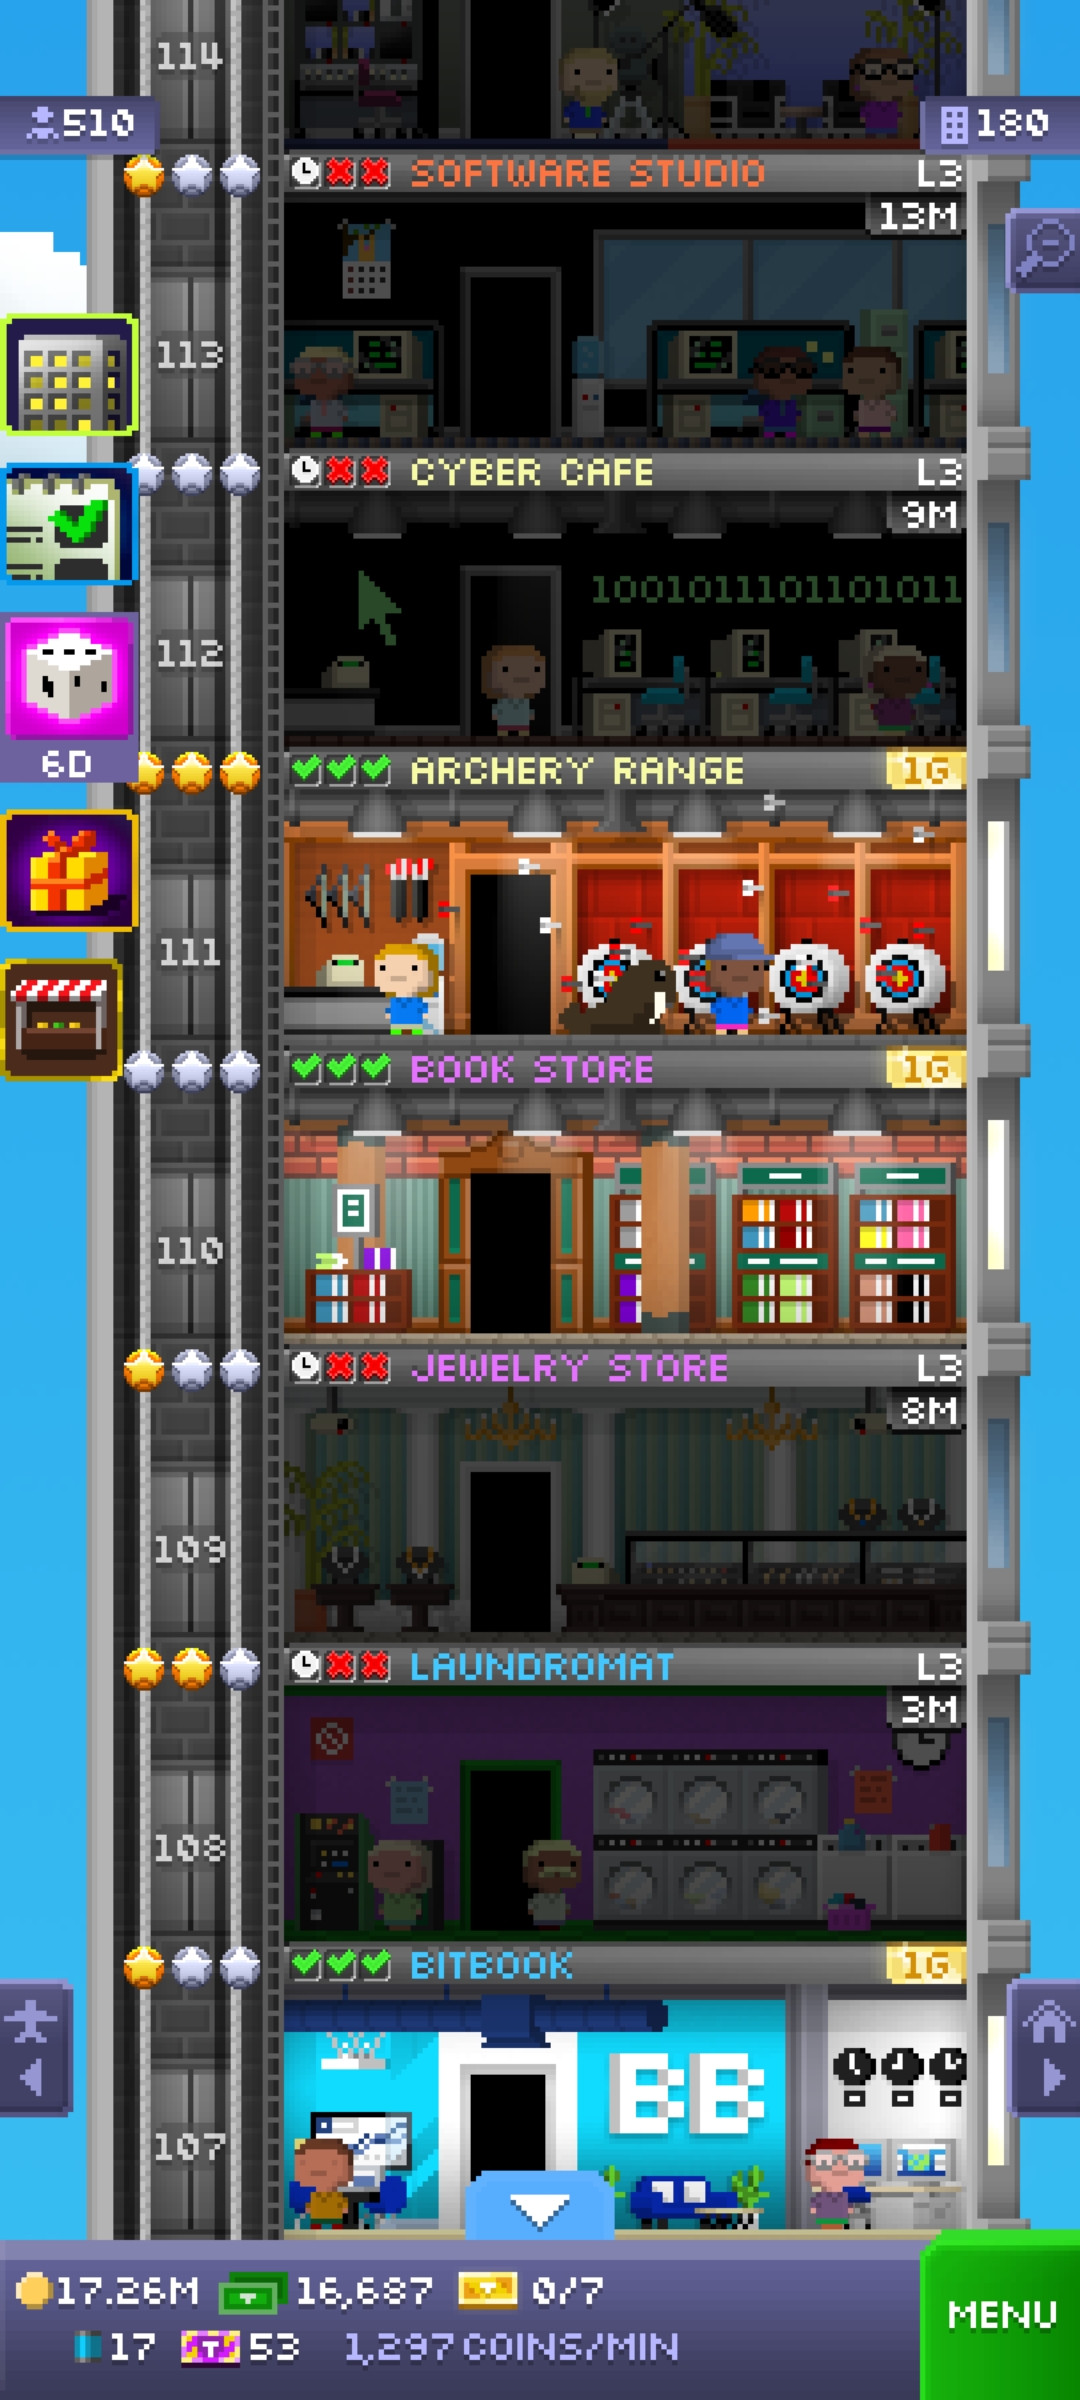 114
510
180
SOFTWARE STUDIO L3
13M
113
CYBER CAFE L3
9M
1001011101101011
112
6D
ARCHERY RANGE 1G
111
BOOK STORE 1G
110
JEWELRY STORE L3
8M
109
LAUNDROMAT L3
3M
108
BITBOOK 1G
BB
107
17.26M 16,687 0/7
17 53 1,297 COINS/MIN
MENU